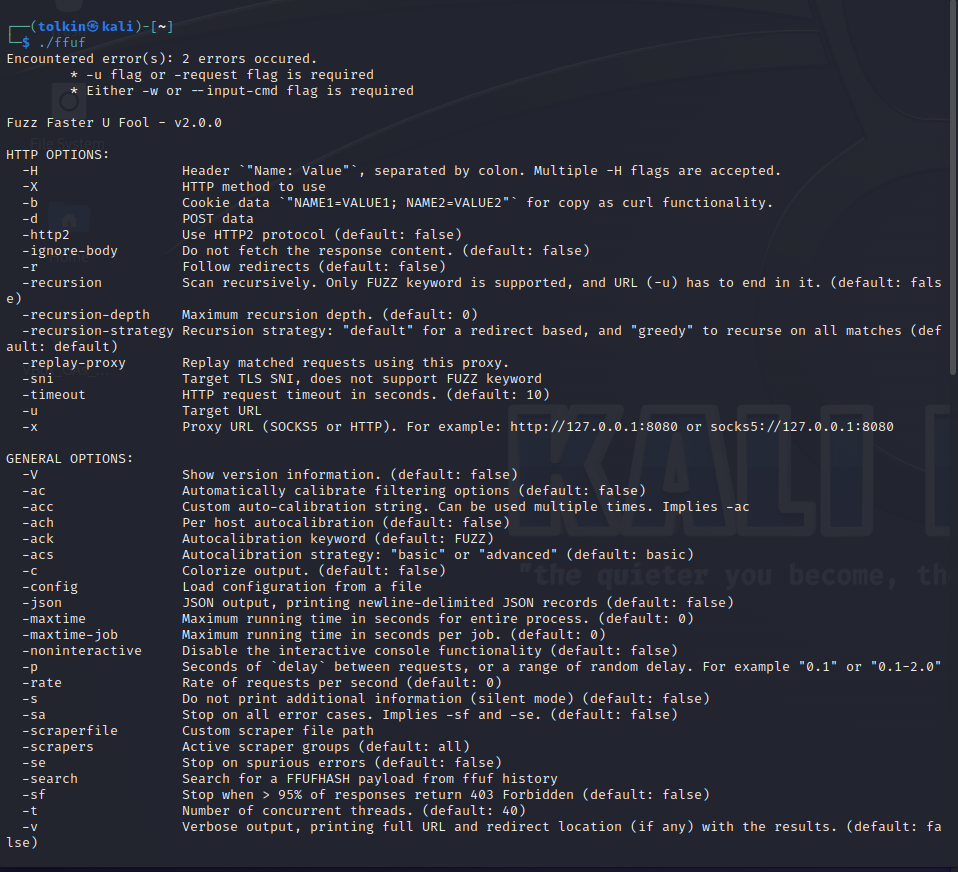 ┌──(tolkin㉿kali)-[~]
└─$ ./ffuf
Encountered error(s): 2 errors occured.
        * -u flag or -request flag is required
        * Either -w or --input-cmd flag is required

Fuzz Faster U Fool - v2.0.0

HTTP OPTIONS:
  -H                  Header `"Name: Value"`, separated by colon. Multiple -H flags are accepted.
  -X                  HTTP method to use
  -b                  Cookie data `"NAME1=VALUE1; NAME2=VALUE2"` for copy as curl functionality.
  -d                  POST data
  -http2              Use HTTP2 protocol (default: false)
  -ignore-body        Do not fetch the response content. (default: false)
  -r                  Follow redirects (default: false)
  -recursion          Scan recursively. Only FUZZ keyword is supported, and URL (-u) has to end in it. (default: fals
e)
  -recursion-depth    Maximum recursion depth. (default: 0)
  -recursion-strategy Recursion strategy: "default" for a redirect based, and "greedy" to recurse on all matches (def
ault: default)
  -replay-proxy       Replay matched requests using this proxy.
  -sni                Target TLS SNI, does not support FUZZ keyword
  -timeout            HTTP request timeout in seconds. (default: 10)
  -u                  Target URL
  -x                  Proxy URL (SOCKS5 or HTTP). For example: http://127.0.0.1:8080 or socks5://127.0.0.1:8080

GENERAL OPTIONS:
  -V                  Show version information. (default: false)
  -ac                 Automatically calibrate filtering options (default: false)
  -acc                Custom auto-calibration string. Can be used multiple times. Implies -ac
  -ach                Per host autocalibration (default: false)
  -ack                Autocalibration keyword (default: FUZZ)
  -acs                Autocalibration strategy: "basic" or "advanced" (default: basic)
  -c                  Colorize output. (default: false)
  -config             Load configuration from a file
  -json               JSON output, printing newline-delimited JSON records (default: false)
  -maxtime            Maximum running time in seconds for entire process. (default: 0)
  -maxtime-job        Maximum running time in seconds per job. (default: 0)
  -noninteractive     Disable the interactive console functionality (default: false)
  -p                  Seconds of `delay` between requests, or a range of random delay. For example "0.1" or "0.1-2.0"
  -rate               Rate of requests per second (default: 0)
  -s                  Do not print additional information (silent mode) (default: false)
  -sa                 Stop on all error cases. Implies -sf and -se. (default: false)
  -scraperfile        Custom scraper file path
  -scrapers           Active scraper groups (default: all)
  -se                 Stop on spurious errors (default: false)
  -search             Search for a FFUFHASH payload from ffuf history
  -sf                 Stop when > 95% of responses return 403 Forbidden (default: false)
  -t                  Number of concurrent threads. (default: 40)
  -v                  Verbose output, printing full URL and redirect location (if any) with the results. (default: fa
lse)
KALI
"the quieter you become, th